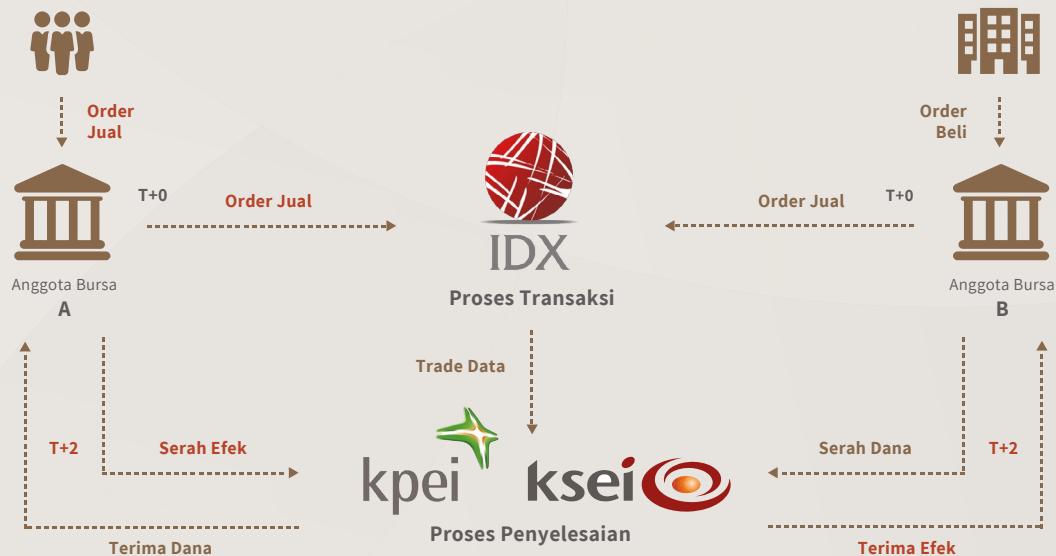 Order
Jual
Order
Beli
T+0
Order Jual
Order Jual
T+0
IDX
Proses Transaksi
Anggota Bursa
A
Anggota Bursa
B
Trade Data
T+2
Serah Efek
Serah Dana
T+2
kpei
ksei
Proses Penyelesaian
Terima Dana
Terima Efek